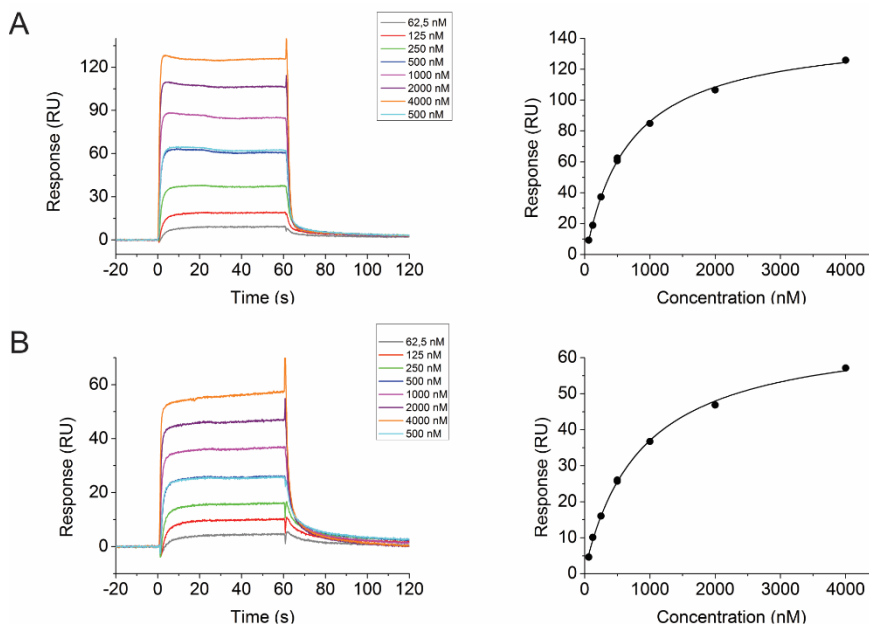 A
Response (RU)
120
90
60
30
0
-20 0 20 40 60 80 100 120
Time (s)
62,5 nM
125 nM
250 nM
500 nM
1000 nM
2000 nM
4000 nM
500 nM
Response (RU)
140
120
100
80
60
40
20
0
0 1000 2000 3000 4000
Concentration (nM)
B
Response (RU)
60
40
20
0
-20 0 20 40 60 80 100 120
Time (s)
62,5 nM
125 nM
250 nM
500 nM
1000 nM
2000 nM
4000 nM
500 nM
Response (RU)
60
50
40
30
20
10
0
0 1000 2000 3000 4000
Concentration (nM)